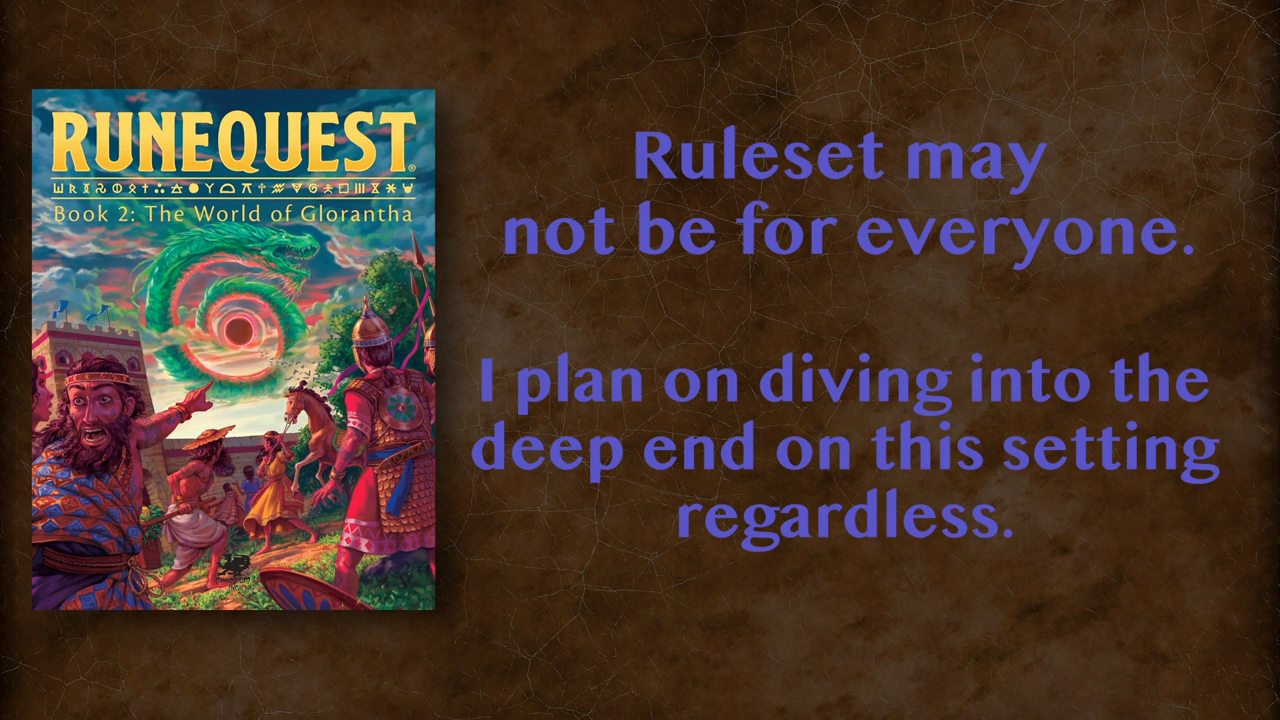 RUNEQUEST®
Book 2: The World of Glorantha
Ruleset may
not be for everyone.
I plan on diving into the
deep end on this setting
regardless.